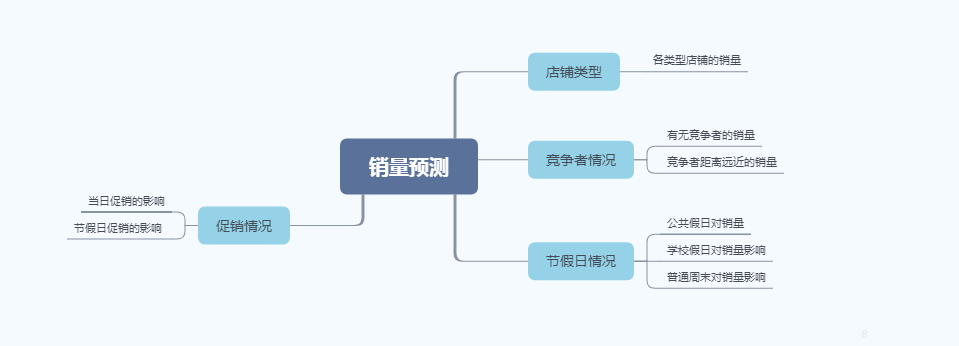 销量预测
店铺类型
各类型店铺的销量
竞争者情况
有无竞争者的销量
竞争者距离远近的销量
节假日情况
公共假日对销量
学校假日对销量影响
普通周末对销量影响
促销情况
当日促销的影响
节假日促销的影响
8